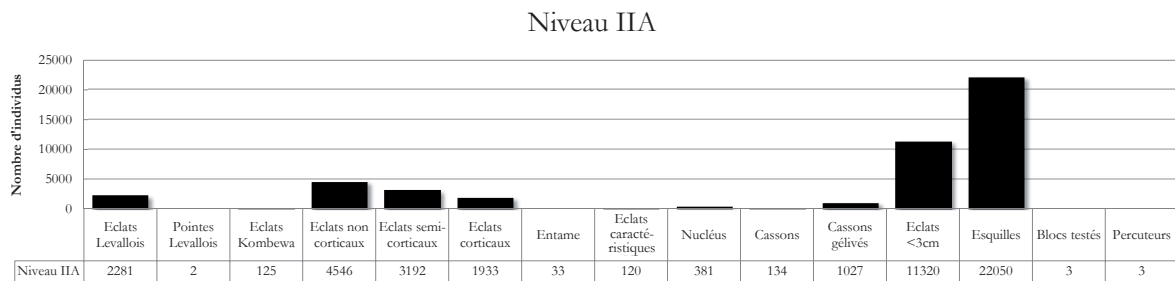 Niveau IIA
Nombre d'individus
25000
20000
15000
10000
5000
0
Eclats Levallois
Pointes Levallois
Eclats Kombewa
Eclats non corticaux
Eclats semi-corticaux
Eclats corticaux
Entame
Eclats caracté-ristiques
Nucléus
Cassons
Cassons gélivés
Eclats <3cm
Esquilles
Blocs testés
Percuteurs
Niveau IIA 2281 2 125 4546 3192 1933 33 120 381 134 1027 11320 22050 3 3